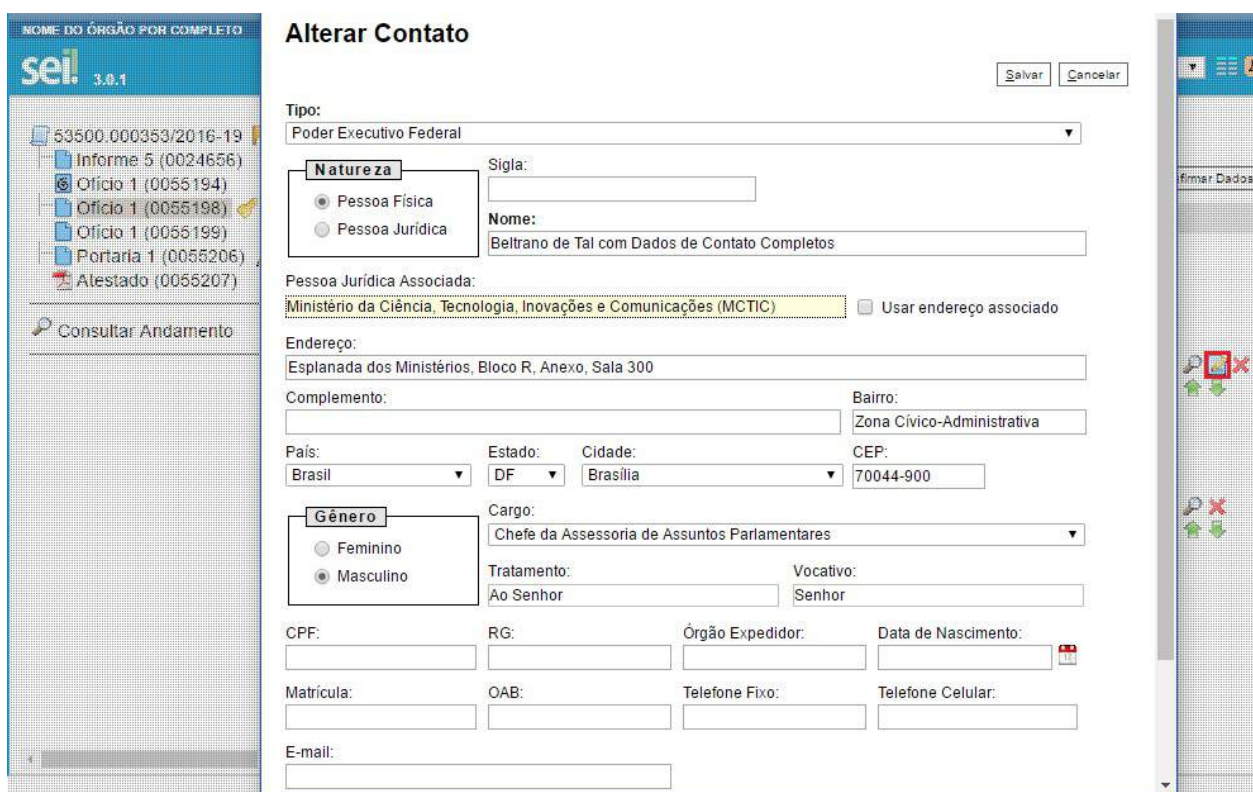 NOME DO ÓRGÃO POR COMPLETO
sei! 3.0.1
53500.000353/2016-19
Informe 5 (0024656)
Ofício 1 (0055194)
Ofício 1 (0055198)
Ofício 1 (0055199)
Portaria 1 (0055206)
Atestado (0055207)
Consultar Andamento
Alterar Contato
Salvar Cancelar
Tipo:
Poder Executivo Federal
Natureza
Pessoa Física
Pessoa Jurídica
Sigla:
Nome:
Beltrano de Tal com Dados de Contato Completos
Pessoa Jurídica Associada:
Ministério da Ciência, Tecnologia, Inovações e Comunicações (MCTIC) Usar endereço associado
Endereço:
Esplanada dos Ministérios, Bloco R, Anexo, Sala 300
Complemento: Bairro:
Zona Cívico-Administrativa
País: Estado: Cidade: CEP:
Brasil DF Brasília 70044-900
Gênero
Feminino
Masculino
Cargo:
Chefe da Assessoria de Assuntos Parlamentares
Tratamento: Vocativo:
Ao Senhor Senhor
CPF: RG: Órgão Expedidor: Data de Nascimento:
Matrícula: OAB: Telefone Fixo: Telefone Celular:
E-mail:
firmar Dados